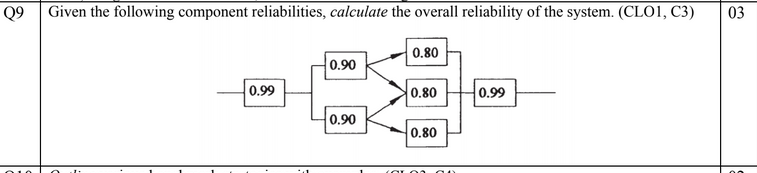 Q9 Given the following component reliabilities, calculate the overall reliability of the system. (CLO1, C3) 03
0.80
0.90
0.99 0.80 0.99
0.90
0.80